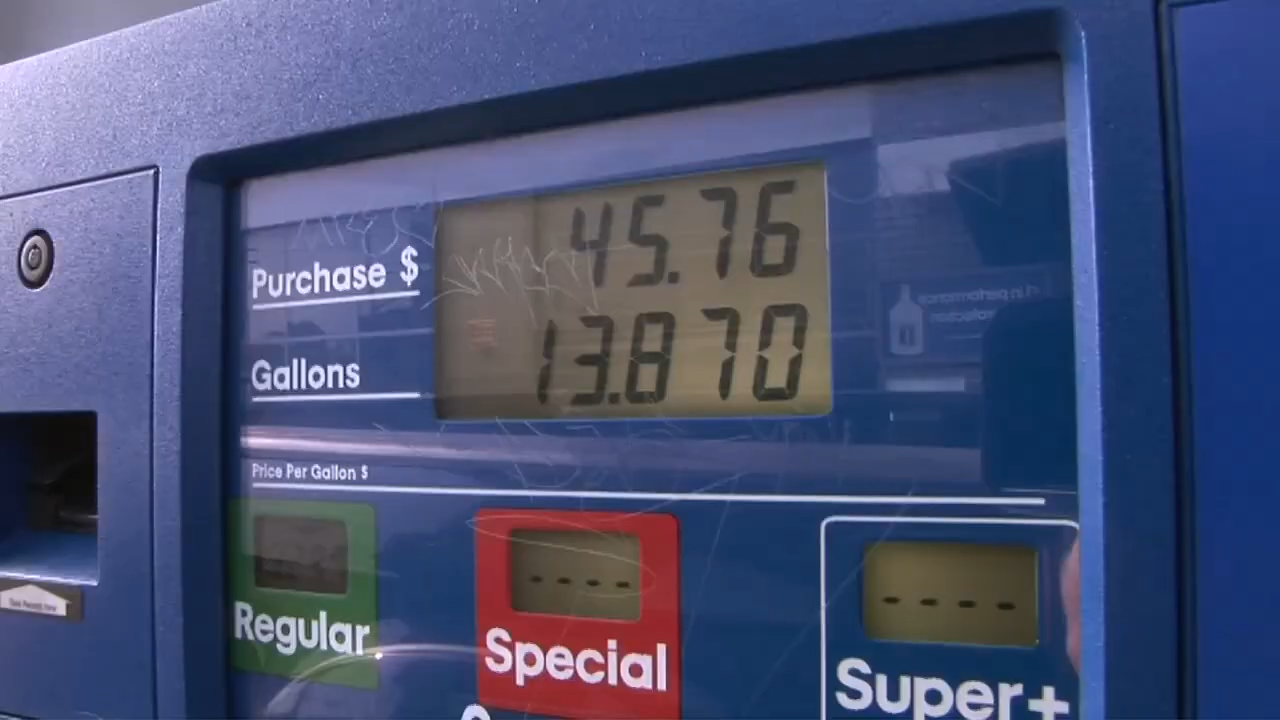 Purchase $ 45.76
Gallons 13.870
Price Per Gallon $
Regular
Special
Super+
----
----